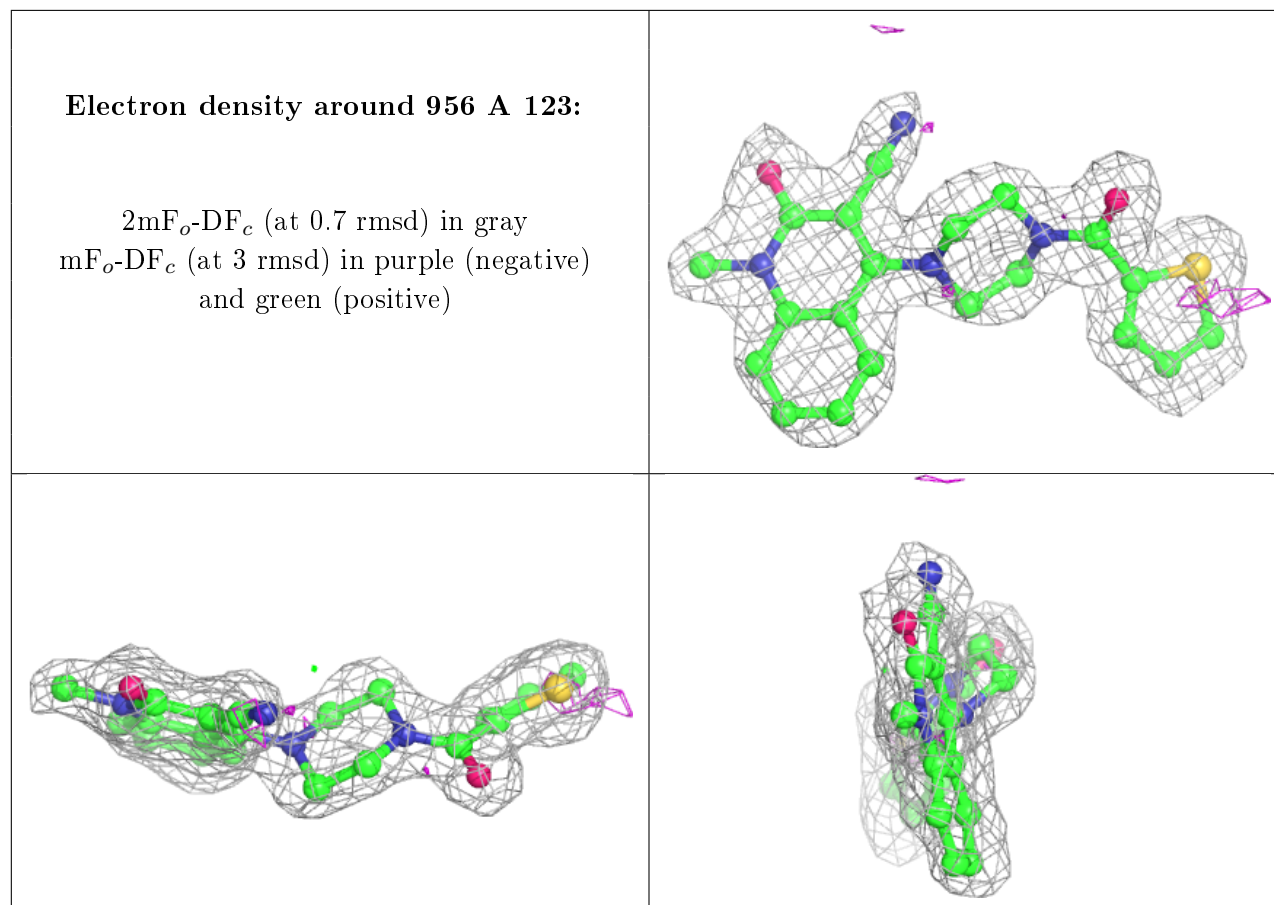 Electron density around 956 A 123:
2mFo-DFc (at 0.7 rmsd) in gray
mFo-DFc (at 3 rmsd) in purple (negative)
and green (positive)